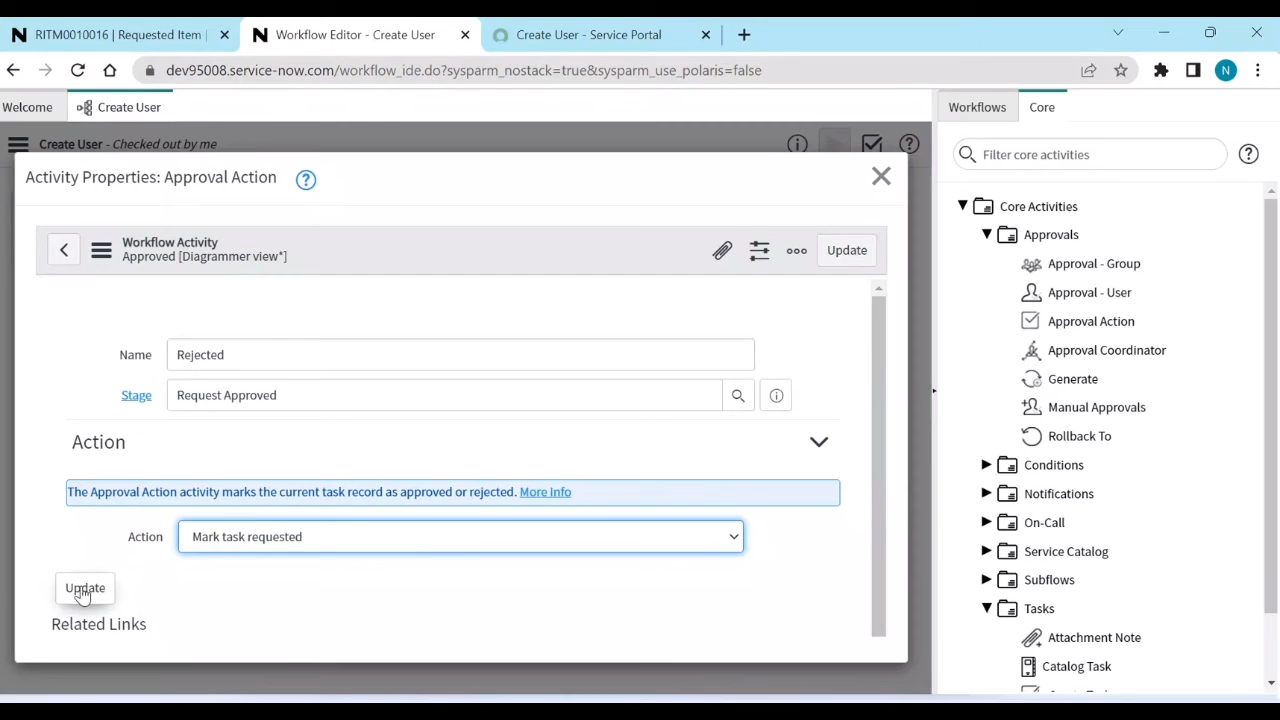 RITM0010016 | Requested Item |
Workflow Editor - Create User
Create User - Service Portal
dev95008.service-now.com/workflow_ide.do?sysparm_nostack=true&sysparm_use_polaris=false
N
Welcome
Create User
Workflows
Core
Create User - Checked out by me
Filter core activities
Activity Properties: Approval Action
Workflow Activity
Approved [Diagrammer view*]
Update
Name
Rejected
Stage
Request Approved
Action
The Approval Action activity marks the current task record as approved or rejected. More Info
Action
Mark task requested
Update
Related Links
Core Activities
Approvals
Approval - Group
Approval - User
Approval Action
Approval Coordinator
Generate
Manual Approvals
Rollback To
Conditions
Notifications
On-Call
Service Catalog
Subflows
Tasks
Attachment Note
Catalog Task